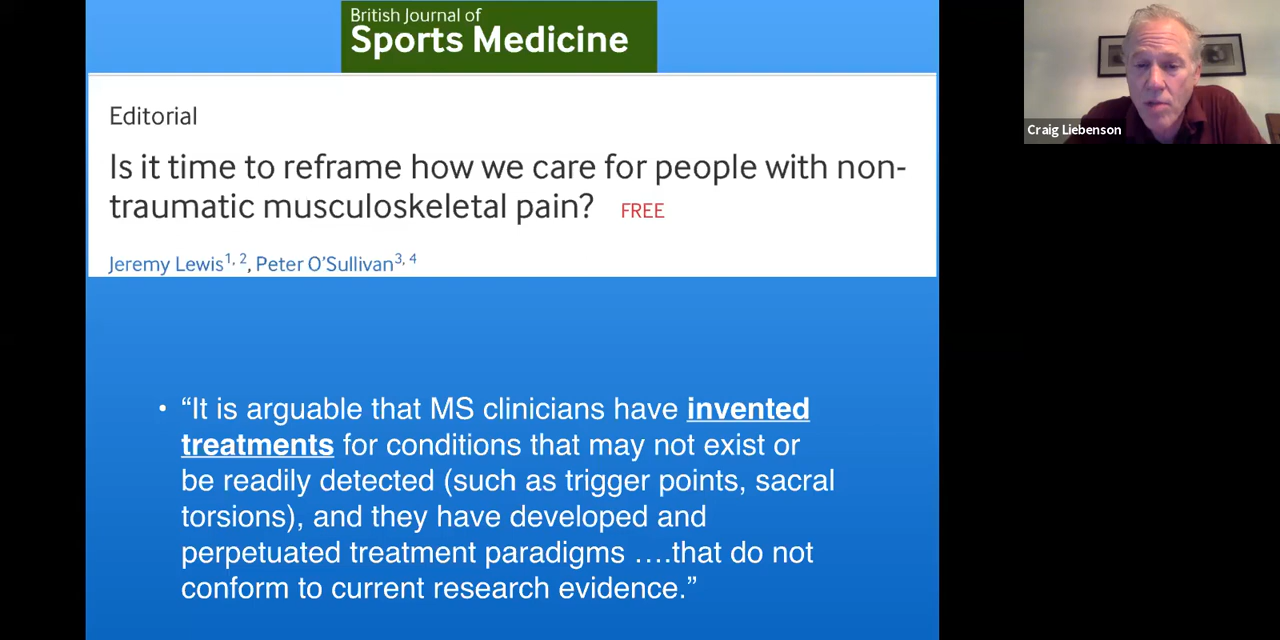 British Journal of
Sports Medicine
Craig Liebenson
Editorial
Is it time to reframe how we care for people with non-
traumatic musculoskeletal pain? FREE
Jeremy Lewis1, 2, Peter O’Sullivan3, 4
• “It is arguable that MS clinicians have invented
treatments for conditions that may not exist or
be readily detected (such as trigger points, sacral
torsions), and they have developed and
perpetuated treatment paradigms ….that do not
conform to current research evidence.”